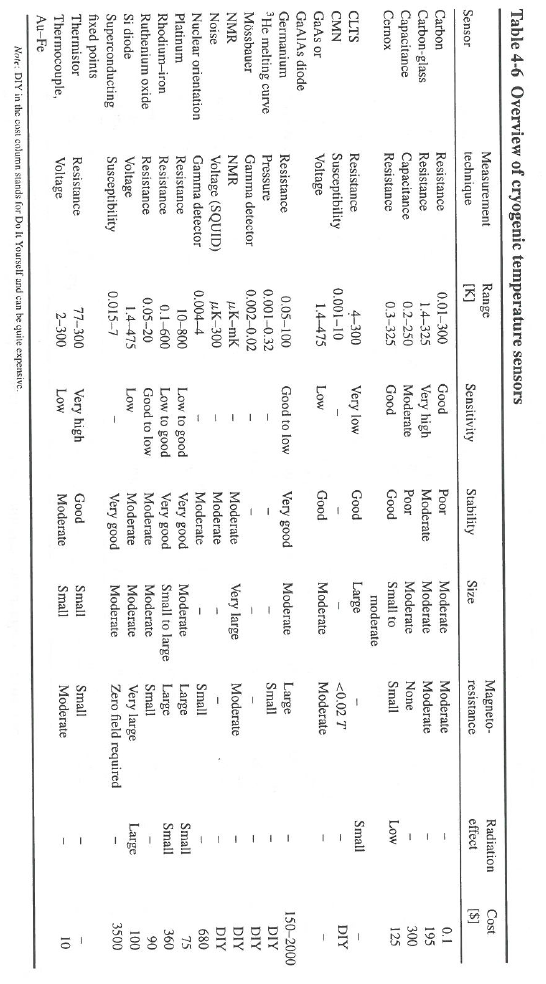 Table 4-6 Overview of cryogenic temperature sensors
Sensor Measurement technique Range [K] Sensitivity Stability Size Magneto-resistance Radiation effect Cost [$]
Carbon Resistance 0.01–300 Good Poor Moderate Moderate – 0.1
Carbon-glass Resistance 1.4–325 Very high Moderate Moderate Moderate – 195
Capacitance Capacitance 0.2–250 Moderate Poor Moderate None – 300
Cernox Resistance 0.3–325 Good Good Small to moderate Small Low 125
CLTS Resistance 4–300 Very low Good Large – Small –
CMN Susceptibility 0.001–10 – – – <0.02 T – DIY
GaAs or GaAlAs diode Voltage 1.4–475 Low Good Moderate Moderate – –
Germanium Resistance 0.05–100 Good to low Very good Moderate Large – 150–2000
³He melting curve Pressure 0.001–0.32 – – – Small – DIY
Mössbauer Gamma detector 0.002–0.02 – – – – – DIY
NMR NMR μK–mK – Moderate Very large Moderate – DIY
Noise Voltage (SQUID) μK–300 – Moderate – – – DIY
Nuclear orientation Gamma detector 0.004–4 – Moderate – Small – 680
Platinum Resistance 10–800 Low to good Very good Moderate Large Small 75
Rhodium–iron Resistance 0.1–600 Low to good Very good Small to large Large Small 360
Ruthenium oxide Resistance 0.05–20 Good to low Moderate Moderate Small – 90
Si diode Voltage 1.4–475 Low Moderate Moderate Very large Large 100
Superconducting fixed points Susceptibility 0.015–7 – Very good Moderate Zero field required – 3500
Thermistor Resistance 77–300 Very high Good Small Small – –
Thermocouple, Au–Fe Voltage 2–300 Low Moderate Small Moderate – 10
Note: DIY in the cost column stands for Do It Yourself and can be quite expensive.